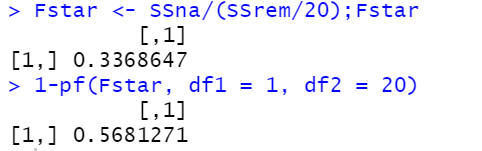 > Fstar <- SSna/(SSrem/20);Fstar
[,1]
[1,] 0.3368647
> 1-pf(Fstar, df1 = 1, df2 = 20)
[,1]
[1,] 0.5681271